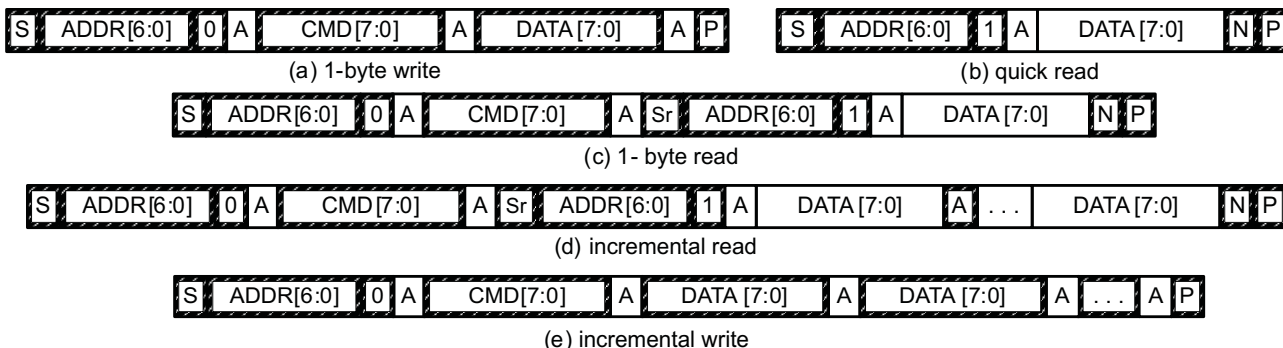 S ADDR[6:0] 0 A CMD[7:0] A DATA[7:0] A P
S ADDR[6:0] 1 A DATA[7:0] N P
(a) 1-byte write
(b) quick read
S ADDR[6:0] 0 A CMD[7:0] A Sr ADDR[6:0] 1 A DATA[7:0] N P
(c) 1- byte read
S ADDR[6:0] 0 A CMD[7:0] A Sr ADDR[6:0] 1 A DATA[7:0] A . . . DATA[7:0] N P
(d) incremental read
S ADDR[6:0] 0 A CMD[7:0] A DATA[7:0] A DATA[7:0] A . . . A P
(e) incremental write